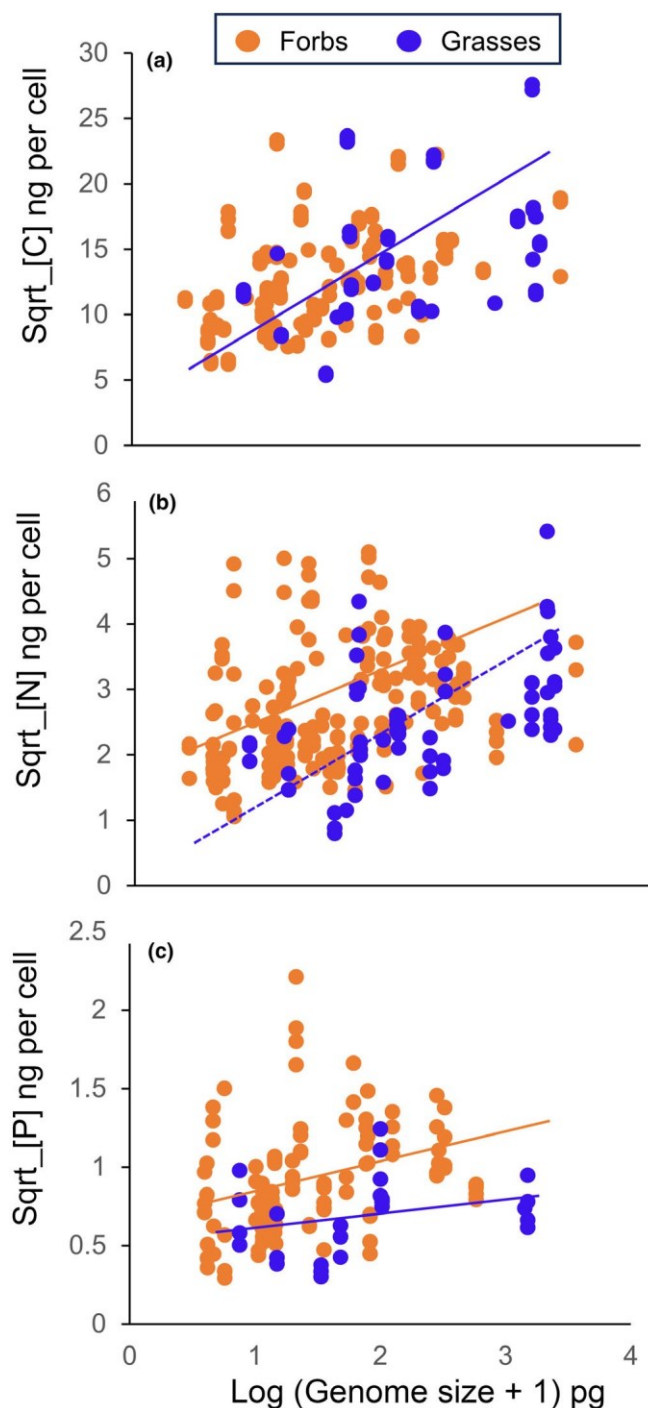 Forbs Grasses
(a)
30
25
20
15
10
5
0
Sqrt_[C] ng per cell
(b)
6
5
4
3
2
1
0
Sqrt_[N] ng per cell
(c)
2.5
2
1.5
1
0.5
0
Sqrt_[P] ng per cell
0 1 2 3 4
Log (Genome size + 1) pg